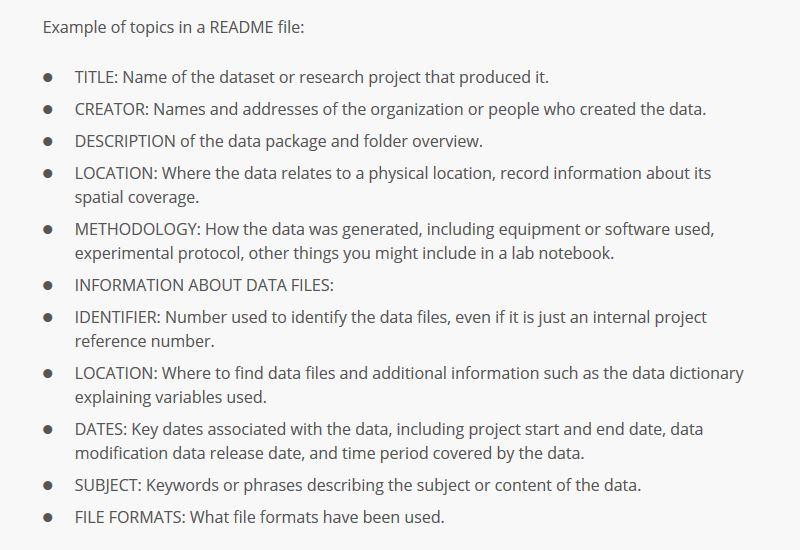 Example of topics in a README file:
● TITLE: Name of the dataset or research project that produced it.
● CREATOR: Names and addresses of the organization or people who created the data.
● DESCRIPTION of the data package and folder overview.
● LOCATION: Where the data relates to a physical location, record information about its
spatial coverage.
● METHODOLOGY: How the data was generated, including equipment or software used,
experimental protocol, other things you might include in a lab notebook.
● INFORMATION ABOUT DATA FILES:
● IDENTIFIER: Number used to identify the data files, even if it is just an internal project
reference number.
● LOCATION: Where to find data files and additional information such as the data dictionary
explaining variables used.
● DATES: Key dates associated with the data, including project start and end date, data
modification data release date, and time period covered by the data.
● SUBJECT: Keywords or phrases describing the subject or content of the data.
● FILE FORMATS: What file formats have been used.